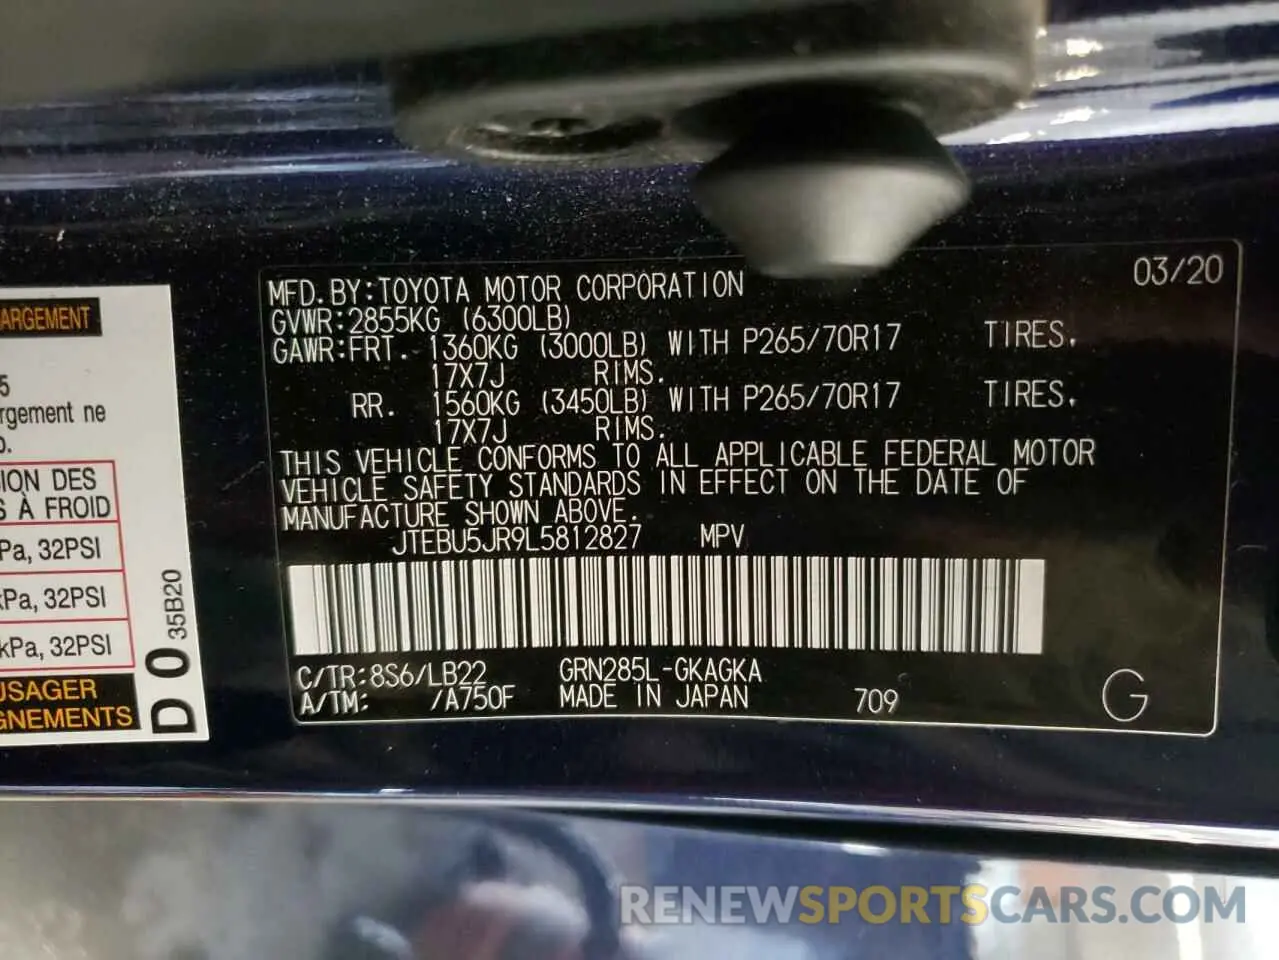 MFD.BY:TOYOTA MOTOR CORPORATION 03/20
GVWR:2855KG (6300LB)
GAWR:FRT. 1360KG (3000LB) WITH P265/70R17 TIRES,
17X7J RIMS.
RR. 1560KG (3450LB) WITH P265/70R17 TIRES,
17X7J RIMS.
THIS VEHICLE CONFORMS TO ALL APPLICABLE FEDERAL MOTOR
VEHICLE SAFETY STANDARDS IN EFFECT ON THE DATE OF
MANUFACTURE SHOWN ABOVE.
JTEBU5JR9L5812827 MPV
C/TR:8S6/LB22 GRN285L-GKAGKA
A/TM: /A750F MADE IN JAPAN 709 G
ARGEMENT
5
rgement ne
ION DES
S À FROID
Pa, 32PSI
kPa, 32PSI
kPa, 32PSI
USAGER
GNEMENTS
D 0 35B20
RENEWSPORTSCARS.COM.UA